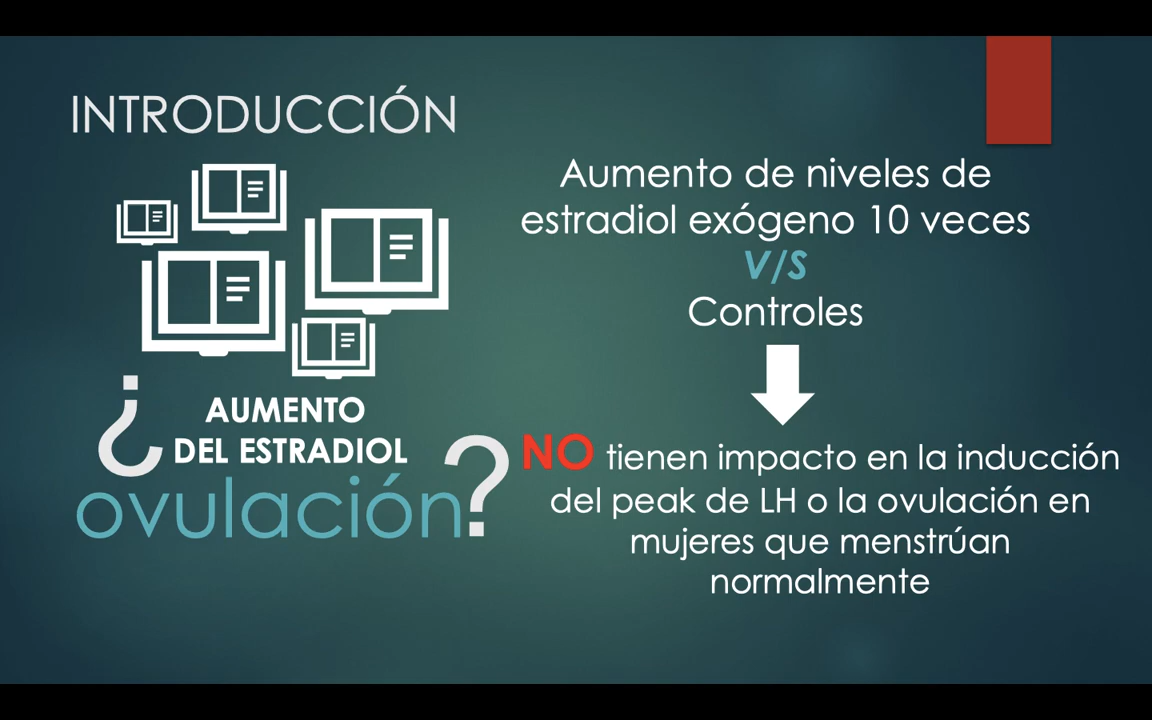 INTRODUCCIÓN
¿ AUMENTO
DEL ESTRADIOL
ovulación ?
Aumento de niveles de
estradiol exógeno 10 veces
V/S
Controles
NO tienen impacto en la inducción
del peak de LH o la ovulación en
mujeres que menstrúan
normalmente